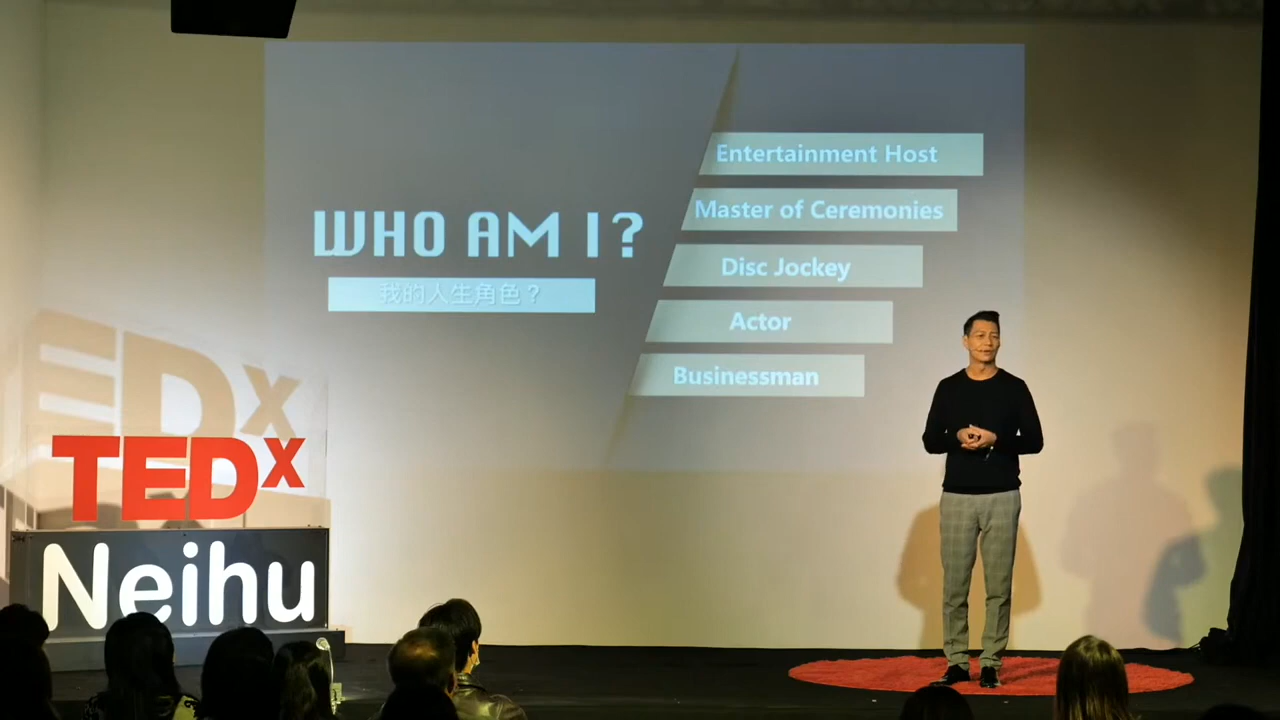 WHO AM I?
我的人生角色？
Entertainment Host
Master of Ceremonies
Disc Jockey
Actor
Businessman
EDx
TEDx
Neihu